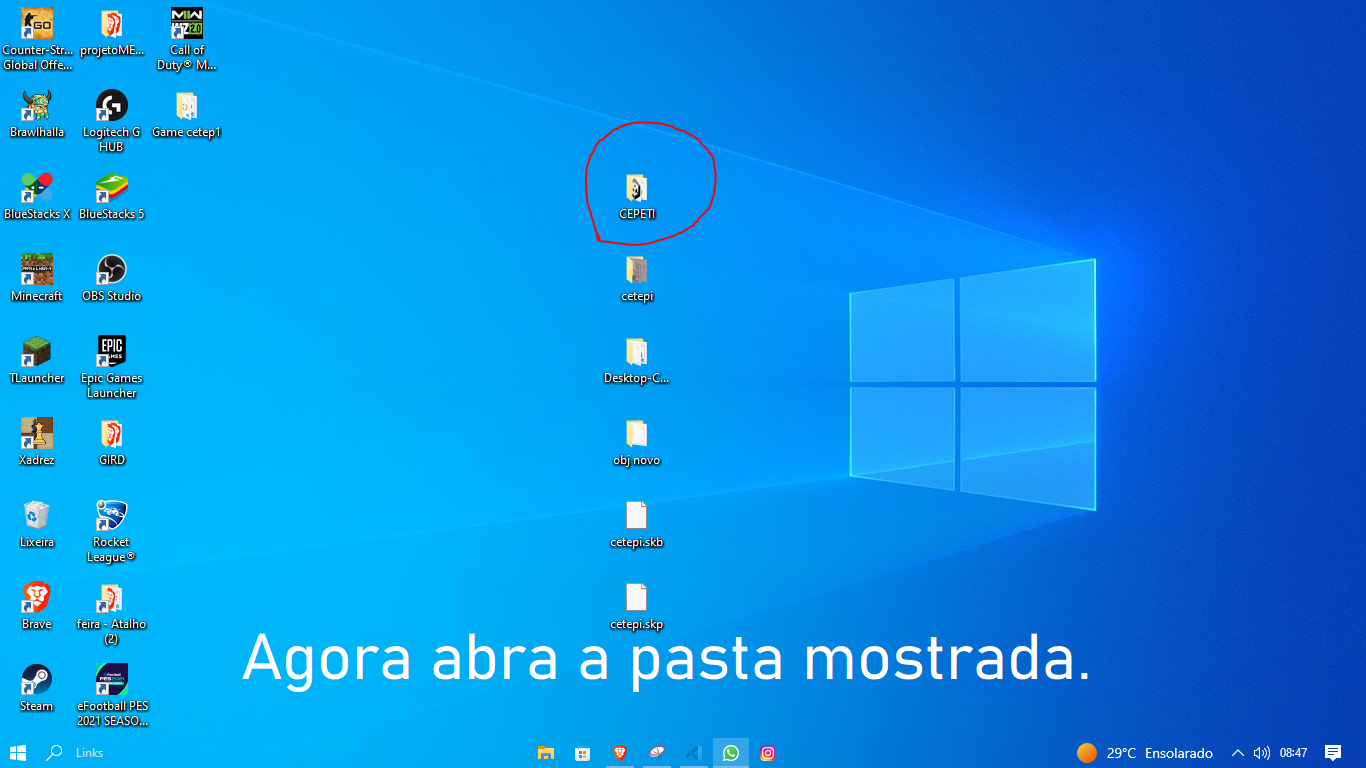 Counter-Str...
Global Offe...
projetoME...
Call of
Duty® M...
Brawlhalla
Logitech G
HUB
Game cetep1
BlueStacks X
BlueStacks 5
CEPETI
Minecraft
OBS Studio
cetepi
TLauncher
Epic Games
Launcher
Desktop-C...
Xadrez
GIRD
obj novo
Lixeira
Rocket
League®
cetepi.skb
Brave
feira - Atalho
(2)
cetepi.skp
Agora abra a pasta mostrada.
Steam
eFootball PES
2021 SEASO...
Links
29°C Ensolarado
08:47